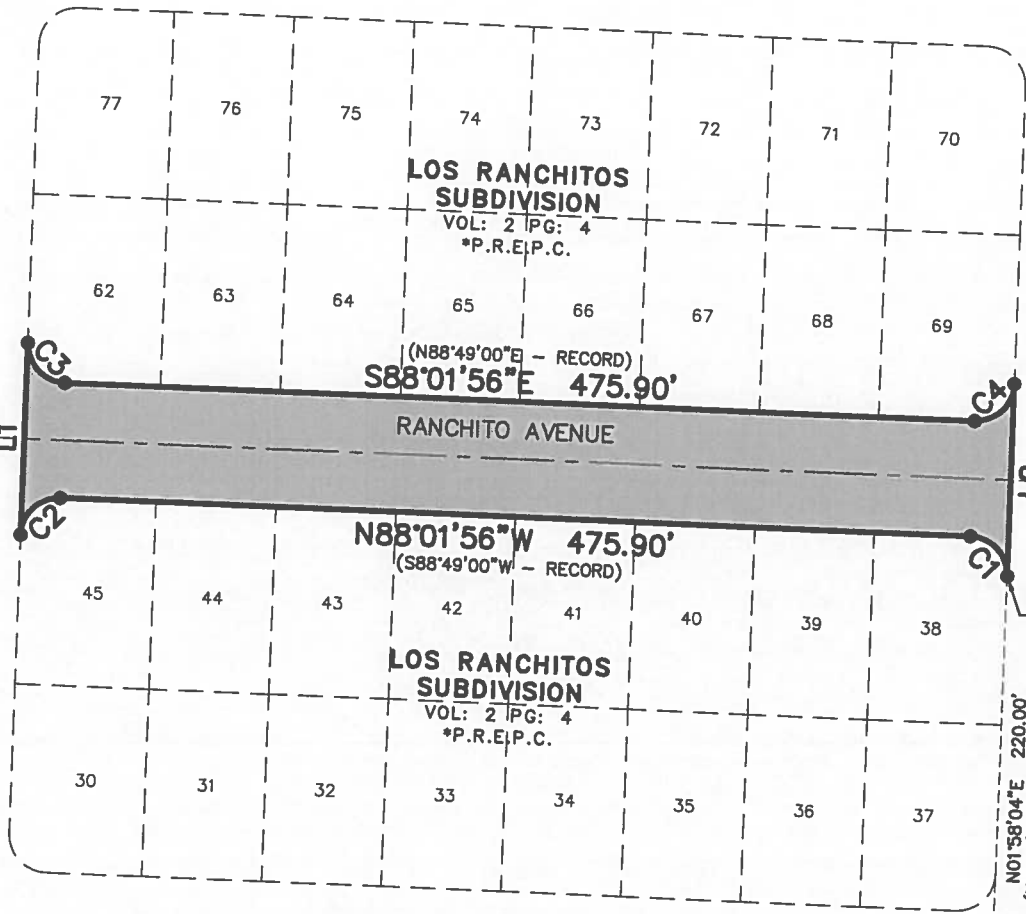 77 76 75 74 73 72 71 70
LOS RANCHITOS
SUBDIVISION
VOL: 2 PG: 4
*P.R.E.P.C.
62 63 64 65 66 67 68 69
(N88°49'00"E - RECORD)
S88°01'56"E 475.90'
C3
C4
RANCHITO AVENUE
L1
C2
N88°01'56"W 475.90'
(S88°49'00"W - RECORD)
C1
45 44 43 42 41 40 39 38
LOS RANCHITOS
SUBDIVISION
VOL: 2 PG: 4
*P.R.E.P.C.
30 31 32 33 34 35 36 37
N01°58'04"E 220.00'